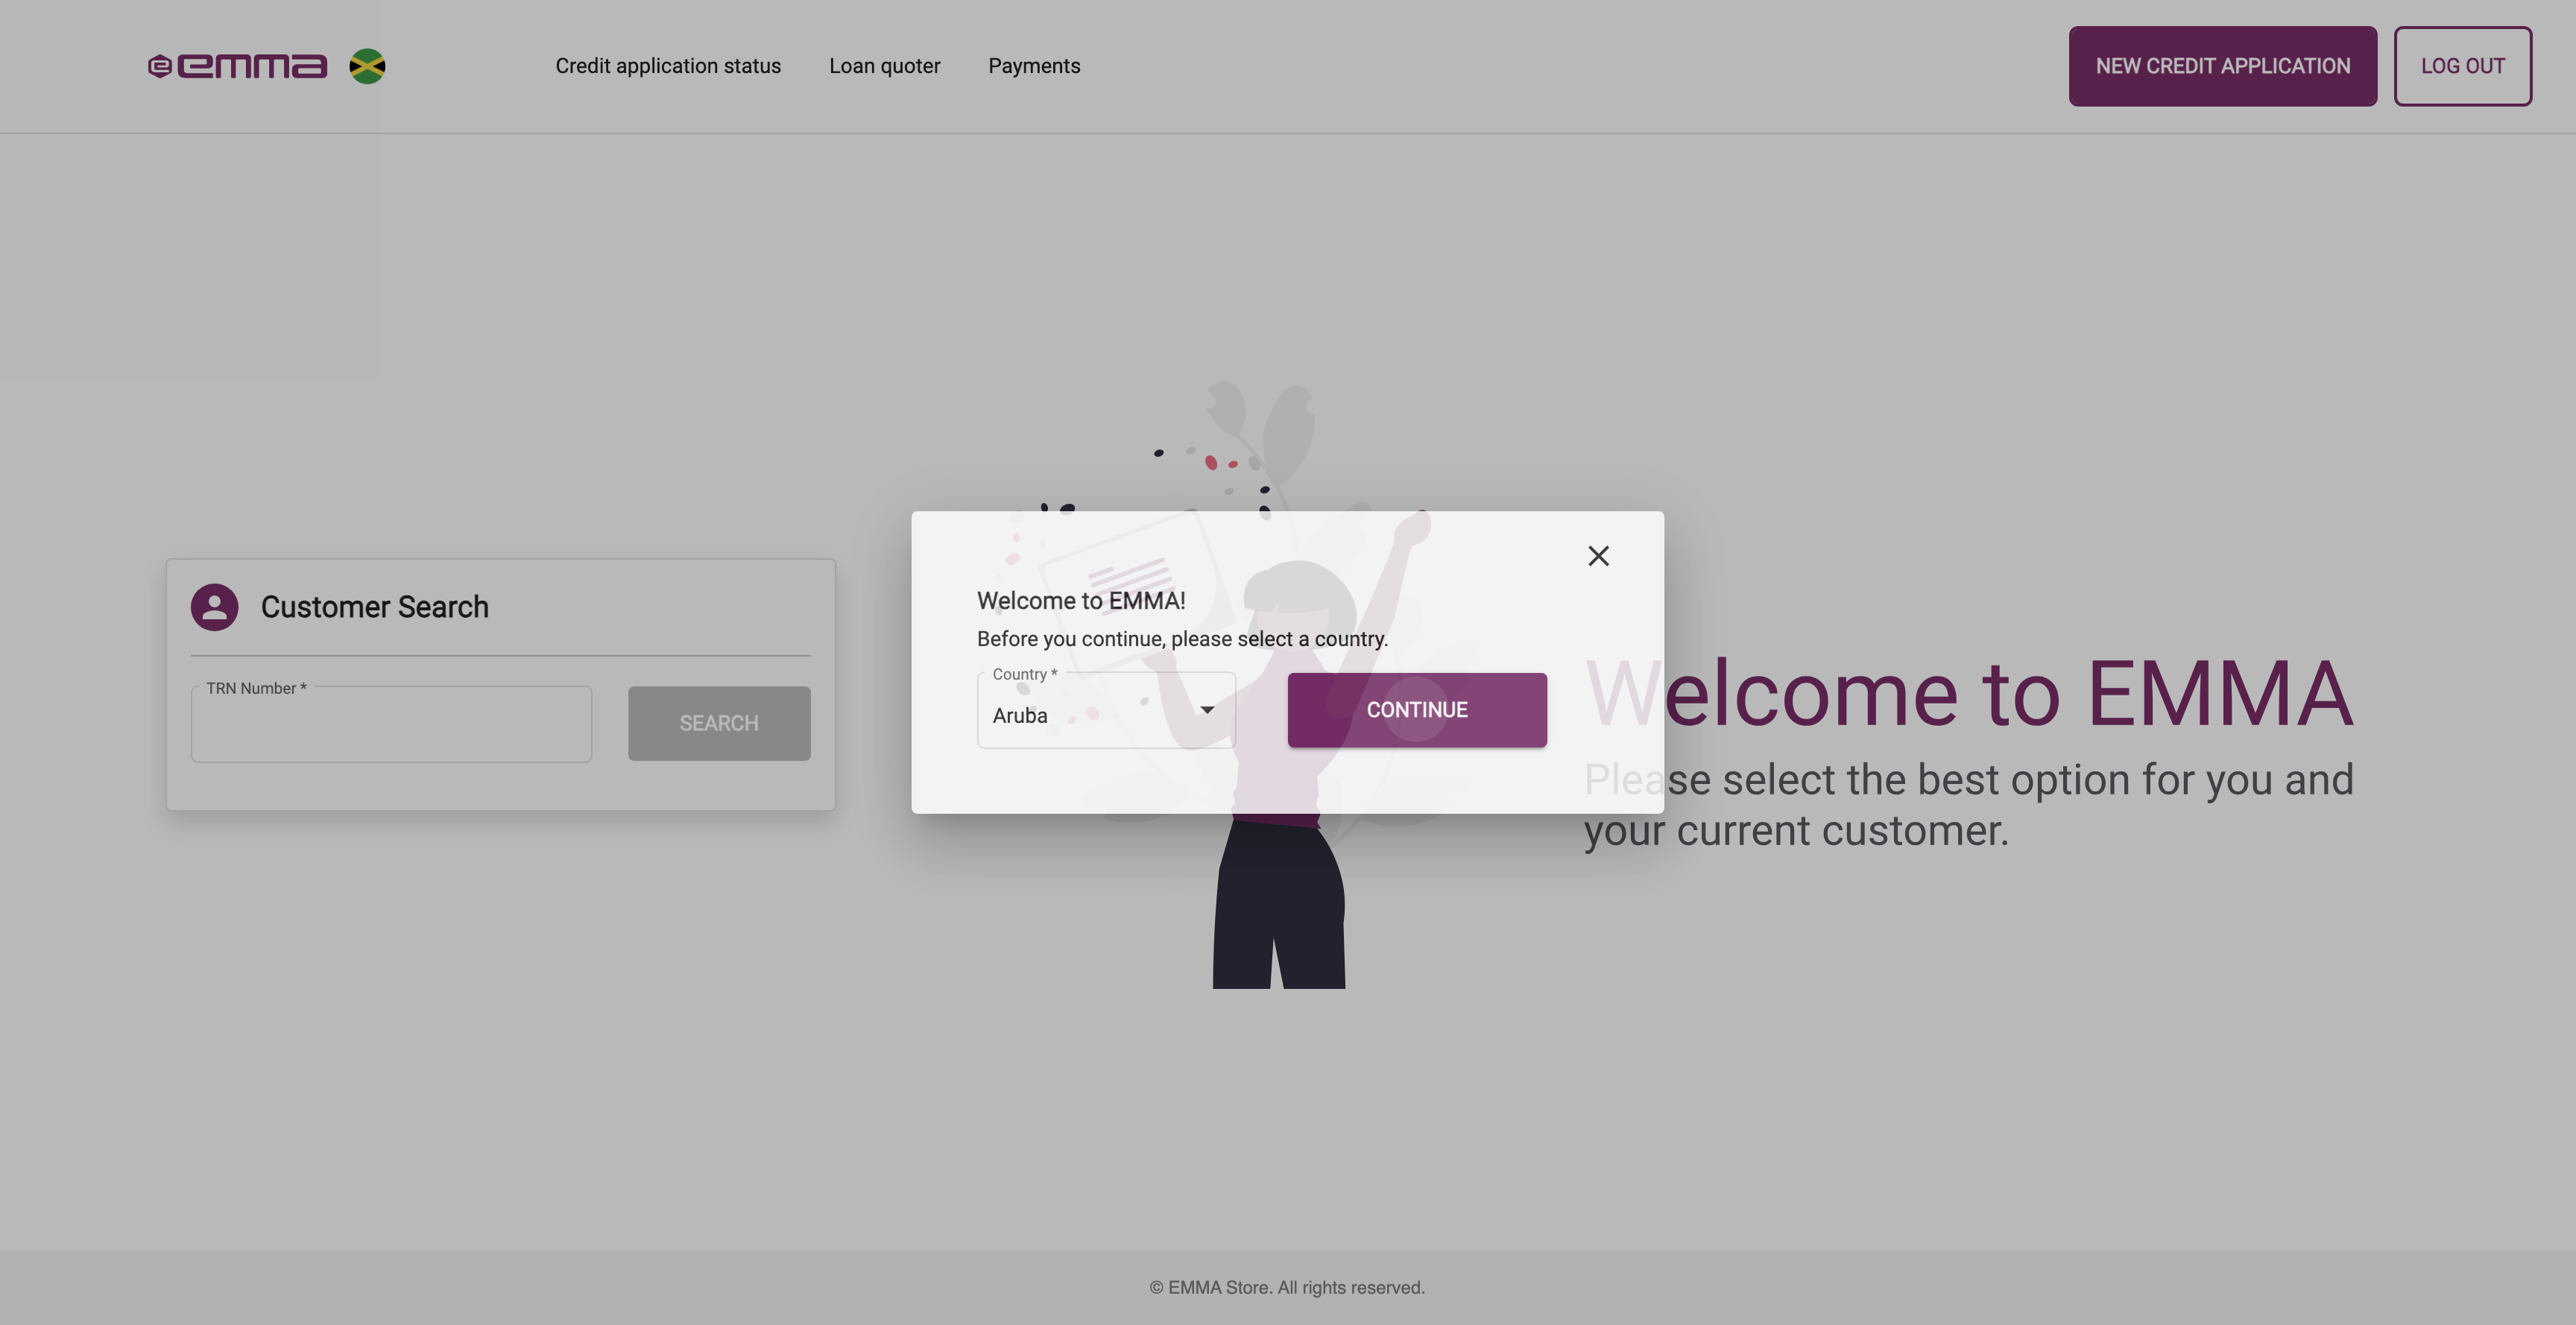 emma
Credit application status
Loan quoter
Payments
NEW CREDIT APPLICATION
LOG OUT
Customer Search
TRN Number *
SEARCH
Welcome to EMMA!
Before you continue, please select a country.
Country *
Aruba
CONTINUE
Welcome to EMMA
Please select the best option for you and
your current customer.
© EMMA Store. All rights reserved.